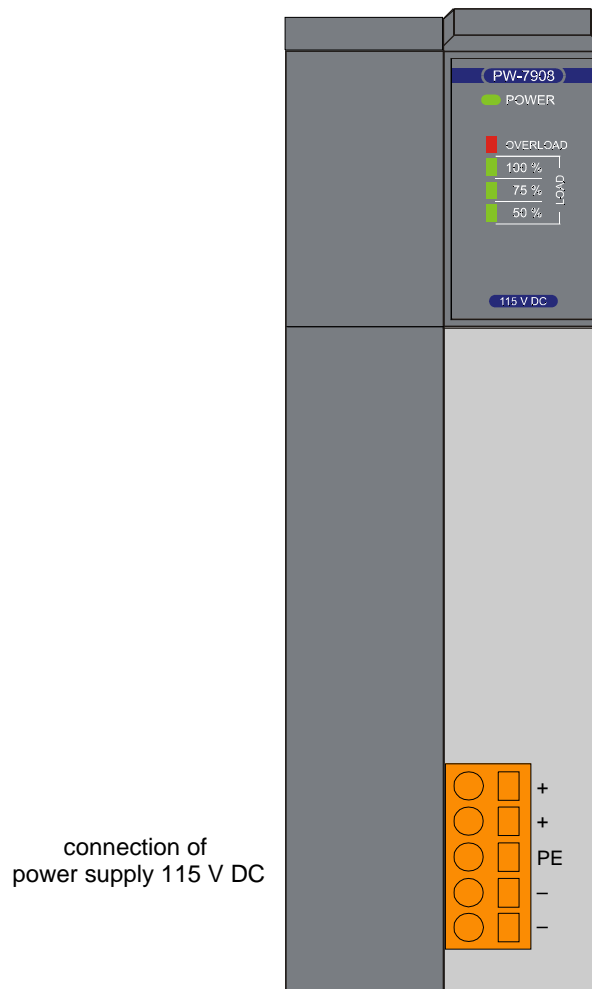 PW-7908
POWER
OVERLOAD
100 %
75 %
50 %
LOAD
115 V DC
+
+
PE
–
–
connection of
power supply 115 V DC